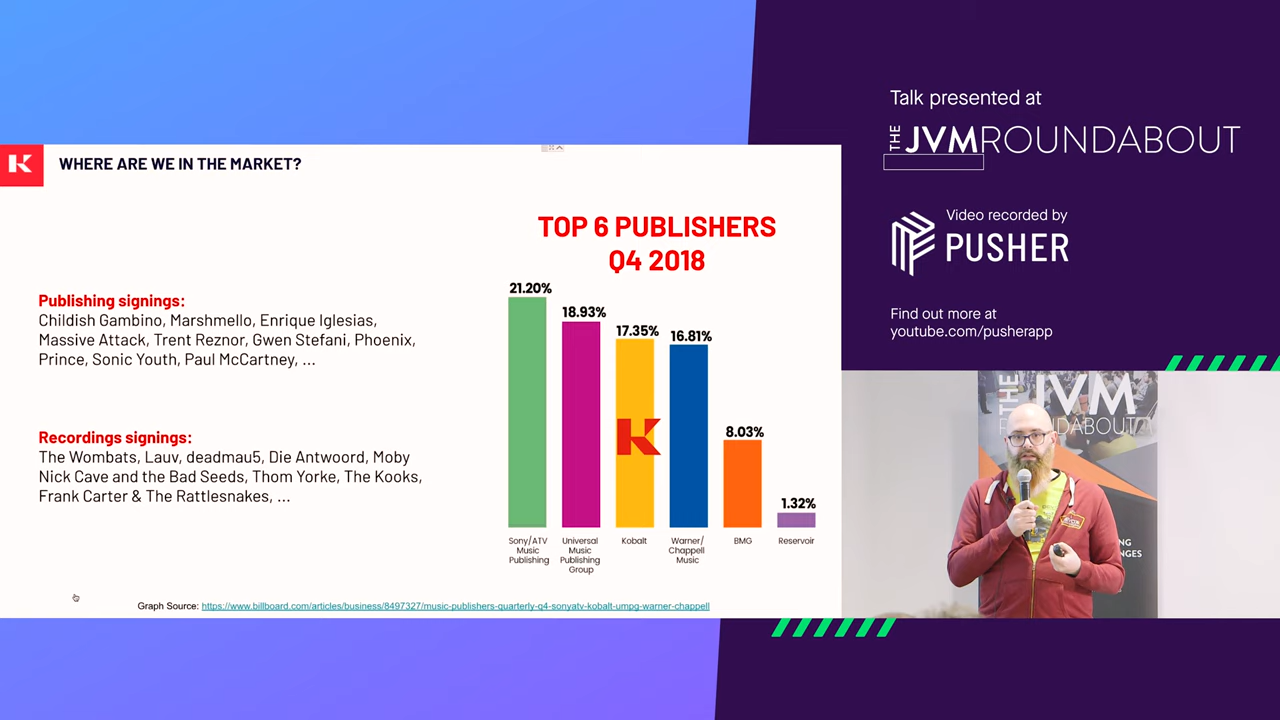 WHERE ARE WE IN THE MARKET?
Publishing signings:
Childish Gambino, Marshmello, Enrique Iglesias,
Massive Attack, Trent Reznor, Gwen Stefani, Phoenix,
Prince, Sonic Youth, Paul McCartney, ...
Recordings signings:
The Wombats, Lauv, deadmau5, Die Antwoord, Moby
Nick Cave and the Bad Seeds, Thom Yorke, The Kooks,
Frank Carter & The Rattlesnakes, ...
TOP 6 PUBLISHERS
Q4 2018
21.20%
18.93%
17.35%
16.81%
8.03%
1.32%
Sony/ATV
Music
Publishing
Universal
Music
Publishing
Group
Kobalt
Warner/
Chappell
Music
BMG
Reservoir
Graph Source: https://www.billboard.com/articles/business/8497327/music-publishers-quarterly-q4-sonyatv-kobalt-umpg-warner-chappell
Talk presented at
THE JVMROUNDABOUT
Video recorded by
PUSHER
Find out more at
youtube.com/pusherapp
THE JVM
DABOUT
NG
NGES